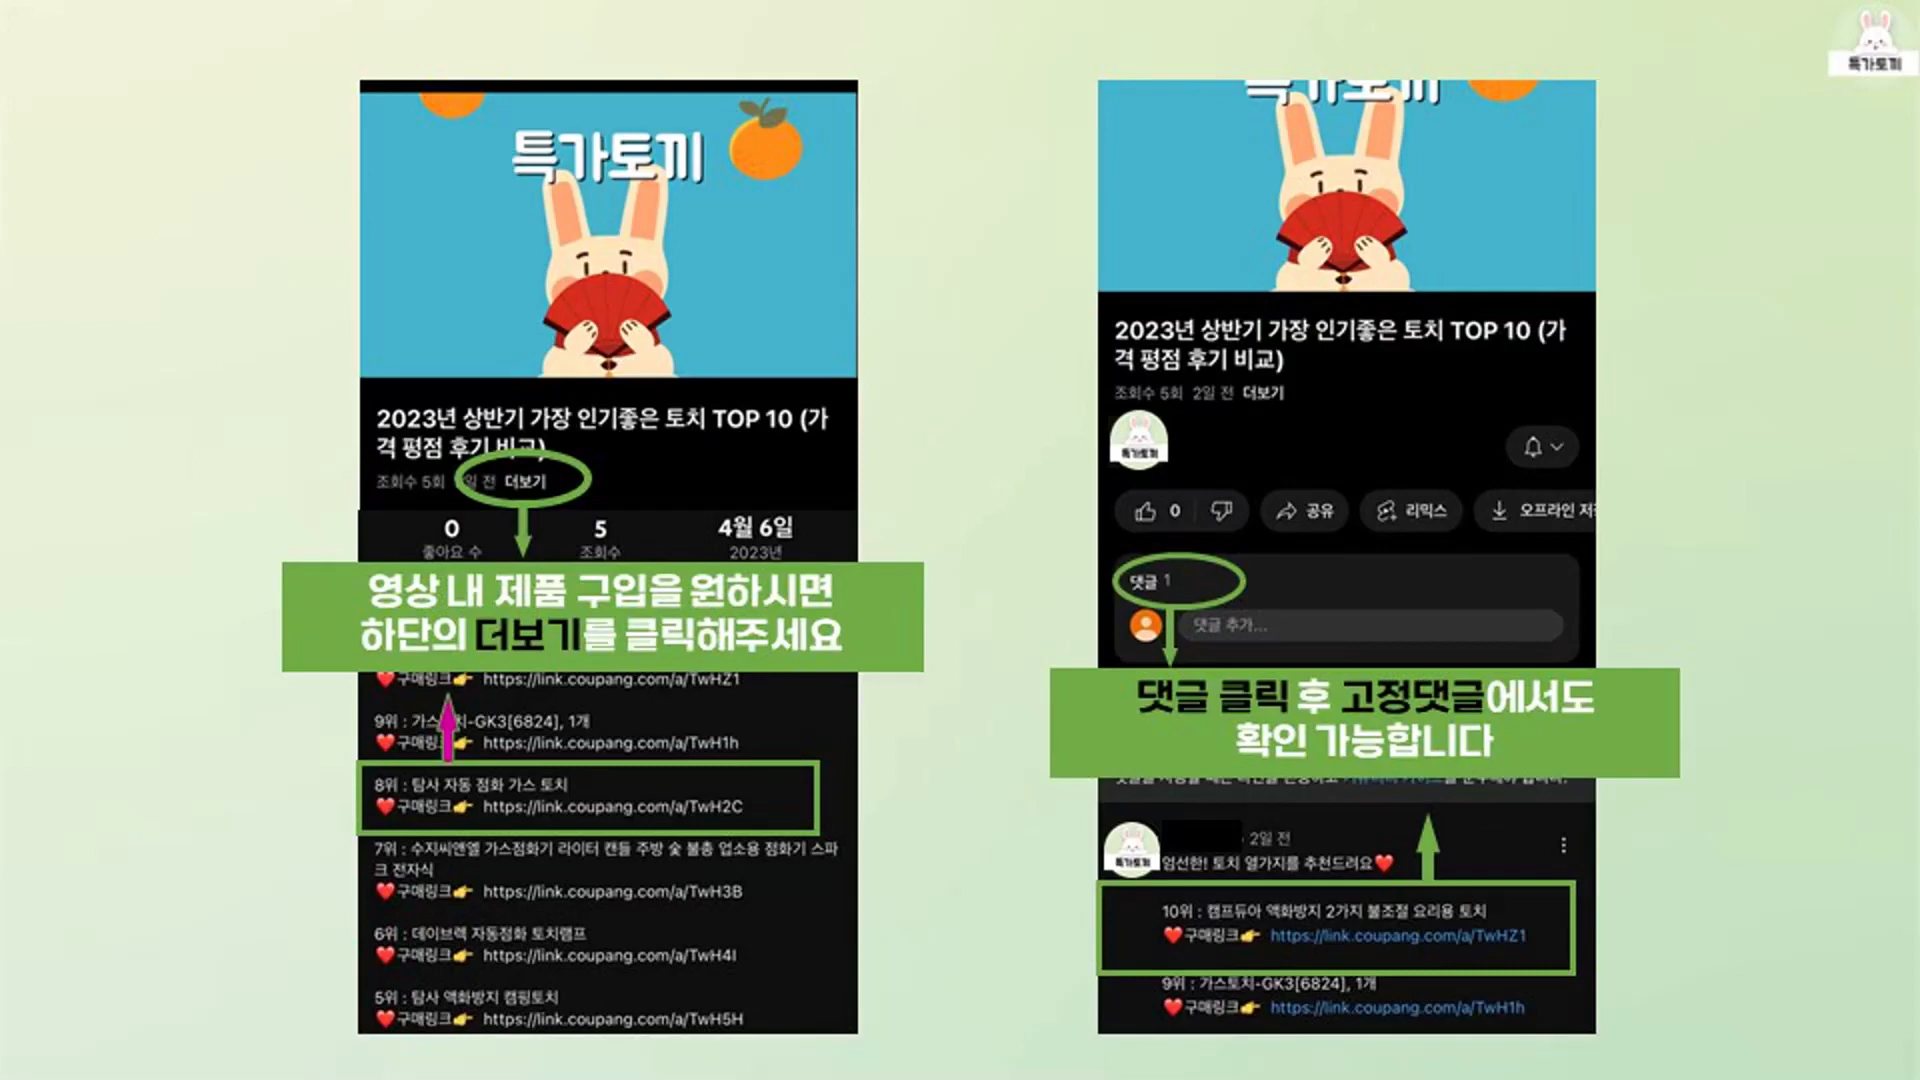 특가토끼
특가토끼
2023년 상반기 가장 인기좋은 토치 TOP 10 (가
격 평점 후기 비교)
조회수 5회 일 전 더보기
0 5 4월 6일
좋아요 수 조회수 2023년
영상 내 제품 구입을 원하시면
하단의 더보기를 클릭해주세요
❤️구매링크👉 https://link.coupang.com/a/TwHZ1
9위 : 가스토치-GK3[6824], 1개
❤️구매링크👉 https://link.coupang.com/a/TwH1h
8위 : 탐사 자동 점화 가스 토치
❤️구매링크👉 https://link.coupang.com/a/TwH2C
7위 : 수지씨앤엘 가스점화기 라이터 캔들 주방 숯 불총 업소용 점화기 스파
크 전자식
❤️구매링크👉 https://link.coupang.com/a/TwH3B
6위 : 데이브렉 자동점화 토치램프
❤️구매링크👉 https://link.coupang.com/a/TwH4I
5위 : 탐사 액화방지 캠핑토치
❤️구매링크👉 https://link.coupang.com/a/TwH5H
특가토끼
2023년 상반기 가장 인기좋은 토치 TOP 10 (가
격 평점 후기 비교)
조회수 5회 2일 전 더보기
특가토끼
0 공유 리믹스 오프라인 저
댓글 1
댓글 추가...
댓글 클릭 후 고정댓글에서도
확인 가능합니다
특가토끼
· 2일 전
엄선한! 토치 열가지를 추천드려요❤️
10위 : 캠프듀아 액화방지 2가지 불조절 요리용 토치
❤️구매링크👉 https://link.coupang.com/a/TwHZ1
9위 : 가스토치-GK3[6824], 1개
❤️구매링크👉 https://link.coupang.com/a/TwH1h